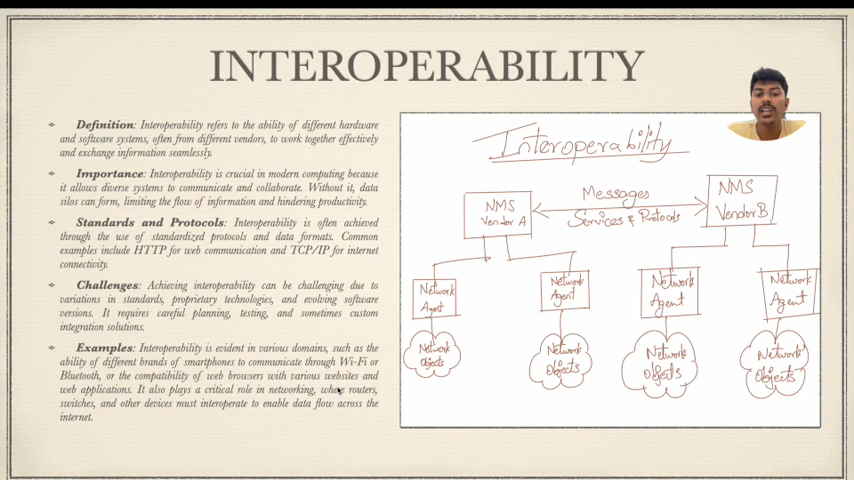 INTEROPERABILITY
Definition: Interoperability refers to the ability of different hardware
and software systems, often from different vendors, to work together effectively
and exchange information seamlessly.
Importance: Interoperability is crucial in modern computing because
it allows diverse systems to communicate and collaborate. Without it, data
silos can form, limiting the flow of information and hindering productivity.
Standards and Protocols: Interoperability is often achieved
through the use of standardized protocols and data formats. Common
examples include HTTP for web communication and TCP/IP for internet
connectivity.
Challenges: Achieving interoperability can be challenging due to
variations in standards, proprietary technologies, and evolving software
versions. It requires careful planning, testing, and sometimes custom
integration solutions.
Examples: Interoperability is evident in various domains, such as the
ability of different brands of smartphones to communicate through Wi-Fi or
Bluetooth, or the compatibility of web browsers with various websites and
web applications. It also plays a critical role in networking, where routers,
switches, and other devices must interoperate to enable data flow across the
internet.
Interoperability
NMS
Vendor A
Messages
Services & Protocols
NMS
Vendor B
Network
Agent
Network
Agent
Network
Agent
Network
Agent
Network
Objects
Network
Objects
Network
Objects
Network
Objects